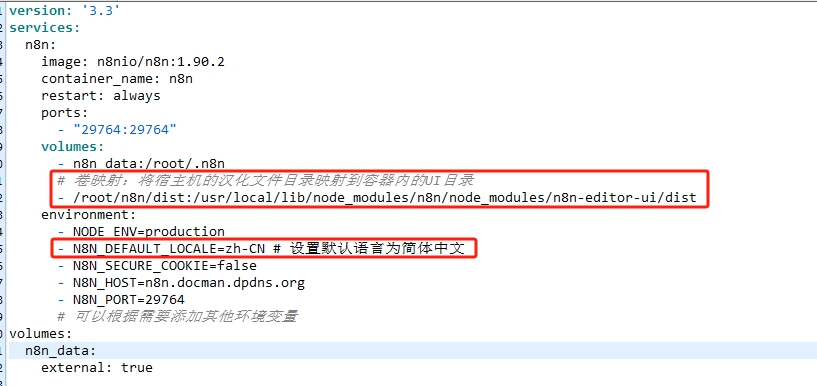 version: '3.3'
services:
  n8n:
    image: n8nio/n8n:1.90.2
    container_name: n8n
    restart: always
    ports:
      - "29764:29764"
    volumes:
      - n8n_data:/root/.n8n
      # 卷映射：将宿主机的汉化文件目录映射到容器内的UI目录
      - /root/n8n/dist:/usr/local/lib/node_modules/n8n/node_modules/n8n-editor-ui/dist
    environment:
      - NODE_ENV=production
      - N8N_DEFAULT_LOCALE=zh-CN # 设置默认语言为简体中文
      - N8N_SECURE_COOKIE=false
      - N8N_HOST=n8n.docman.dpdns.org
      - N8N_PORT=29764
      # 可以根据需要添加其他环境变量
volumes:
  n8n_data:
    external: true